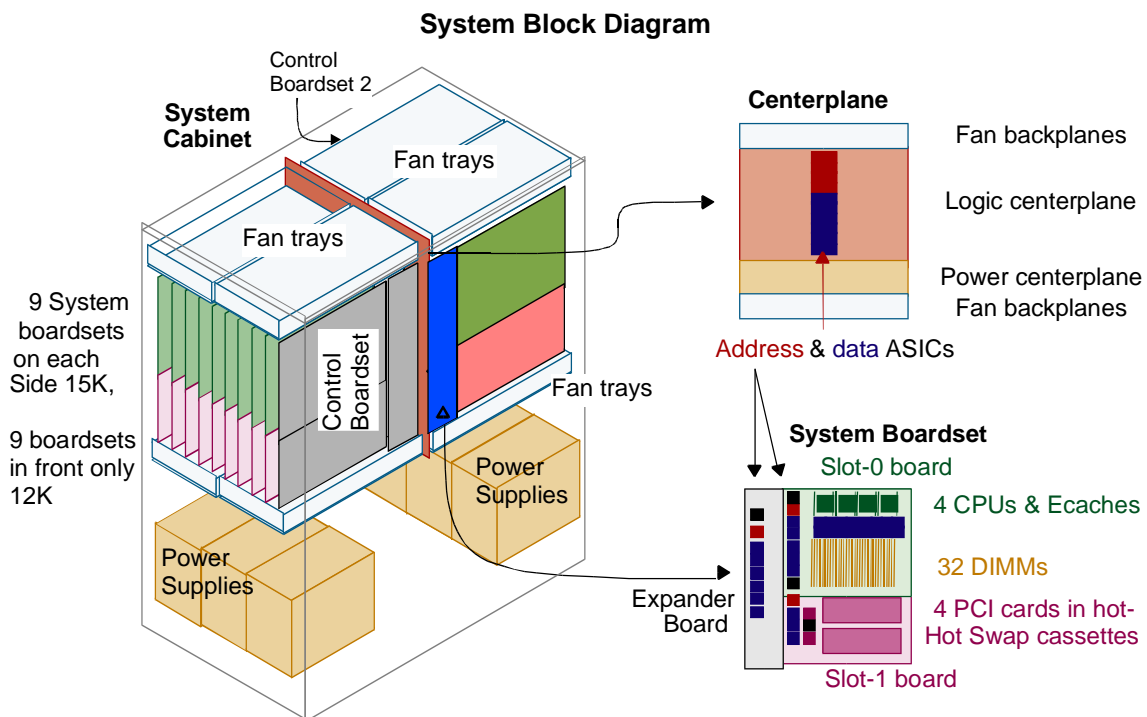 System Block Diagram
Control
Boardset 2
System
Cabinet
Fan trays
Fan trays
9 System
boardsets
on each
Side 15K,
9 boardsets
in front only
12K
Control
Boardset
Fan trays
Power
Supplies
Power
Supplies
Centerplane
Fan backplanes
Logic centerplane
Power centerplane
Fan backplanes
Address & data ASICs
System Boardset
Slot-0 board
4 CPUs & Ecaches
32 DIMMs
Expander
Board
4 PCI cards in hot-
Hot Swap cassettes
Slot-1 board